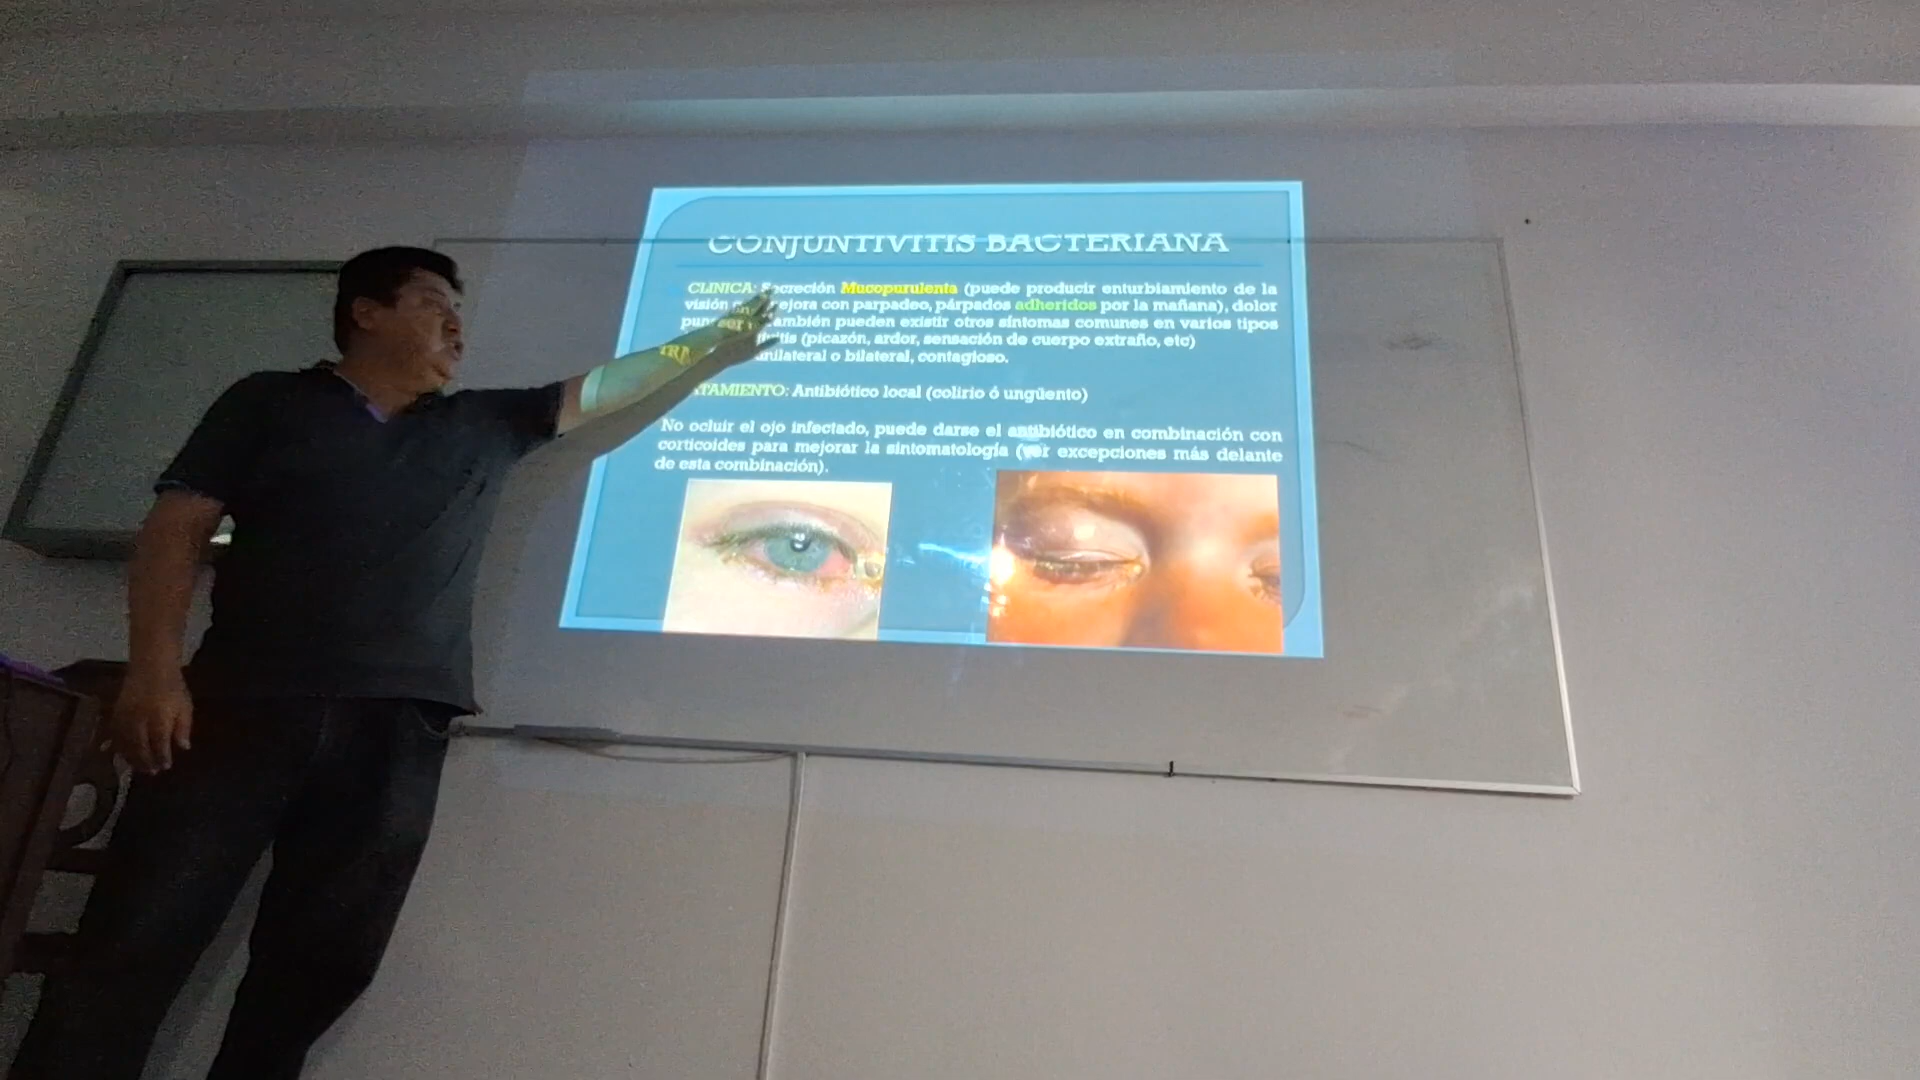 CONJUNTIVITIS BACTERIANA
CLINICA: Secreción Mucopurulenta (puede producir enturbiamiento de la
visión mejora con parpadeo, párpados adheridos por la mañana), dolor
también pueden existir otros síntomas comunes en varios tipos
(picazón, ardor, sensación de cuerpo extraño, etc)
unilateral o bilateral, contagioso.
TRATAMIENTO: Antibiótico local (colirio ó ungüento)
No ocluir el ojo infectado, puede darse el antibiótico en combinación con
corticoides para mejorar la sintomatología (ver excepciones más delante
de esta combinación).